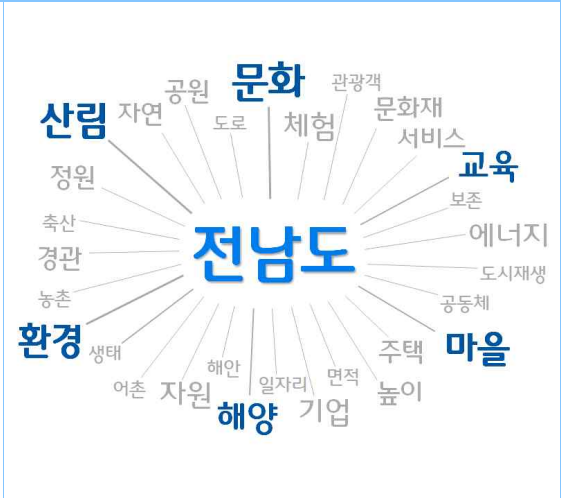 문화
관광객
공원
문화재
산림
자연
도로
체험
서비스
교육
정원
보존
축산
전남도
에너지
경관
도시재생
농촌
공동체
환경
생태
주택
마을
해안
어촌
자원
일자리
면적
높이
해양
기업